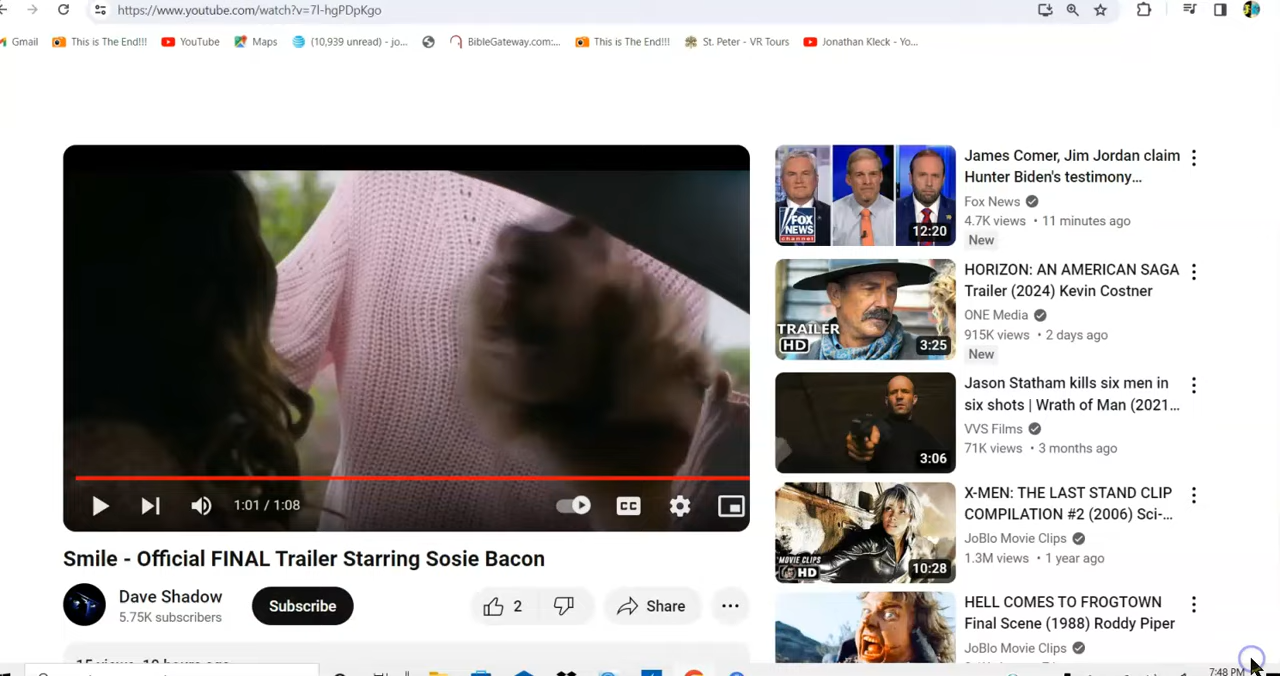 https://www.youtube.com/watch?v=7l-hgPDpKgo
Gmail This is The End!!! YouTube Maps (10,939 unread) - jo... BibleGateway.com:... This is The End!!! St. Peter - VR Tours Jonathan Kleck - Yo...
1:01 / 1:08
CC
Smile - Official FINAL Trailer Starring Sosie Bacon
Dave Shadow
5.75K subscribers
Subscribe
2
Share
FOX
NEWS
channel
12:20
James Comer, Jim Jordan claim
Hunter Biden's testimony...
Fox News
4.7K views • 11 minutes ago
New
TRAILER
HD
3:25
HORIZON: AN AMERICAN SAGA
Trailer (2024) Kevin Costner
ONE Media
915K views • 2 days ago
New
3:06
Jason Statham kills six men in
six shots | Wrath of Man (2021...
VVS Films
71K views • 3 months ago
MOVIE CLIPS HD
10:28
X-MEN: THE LAST STAND CLIP
COMPILATION #2 (2006) Sci-...
JoBlo Movie Clips
1.3M views • 1 year ago
HELL COMES TO FROGTOWN
Final Scene (1988) Roddy Piper
JoBlo Movie Clips
7:48 PM